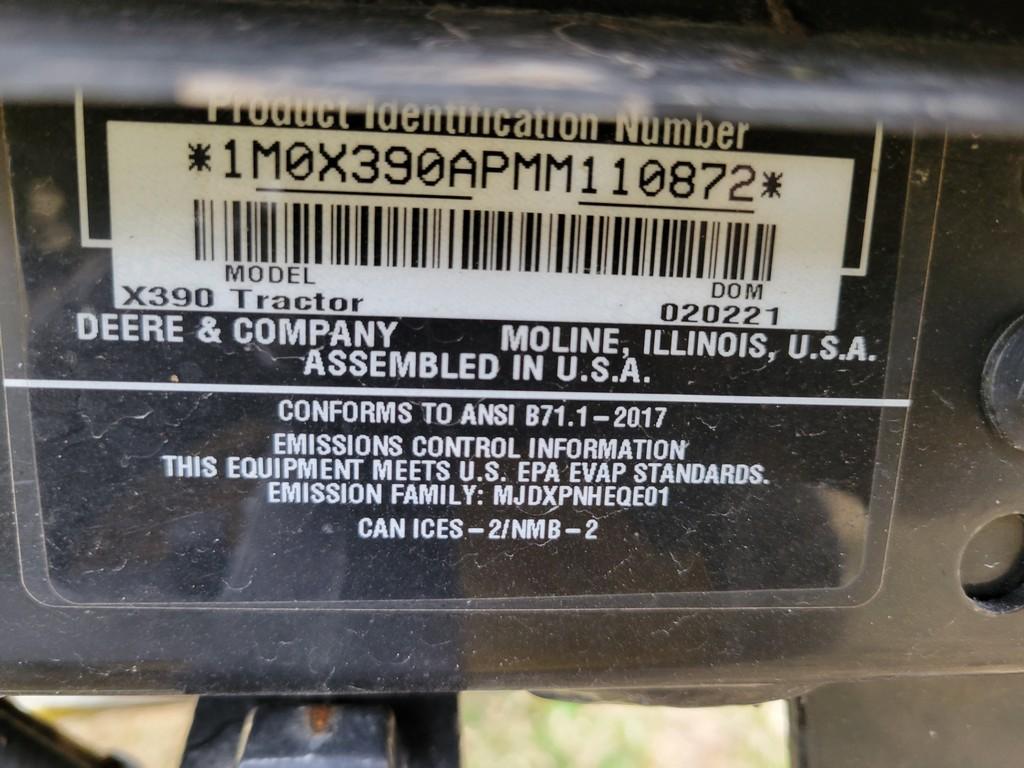 Product Identification Number
*1M0X390APMM110872*
MODEL DOM
X390 Tractor 020221
DEERE & COMPANY MOLINE, ILLINOIS, U.S.A.
ASSEMBLED IN U.S.A.
CONFORMS TO ANSI B71.1-2017
EMISSIONS CONTROL INFORMATION
THIS EQUIPMENT MEETS U.S. EPA EVAP STANDARDS.
EMISSION FAMILY: MJDXPNHEQE01
CAN ICES-2/NMB-2